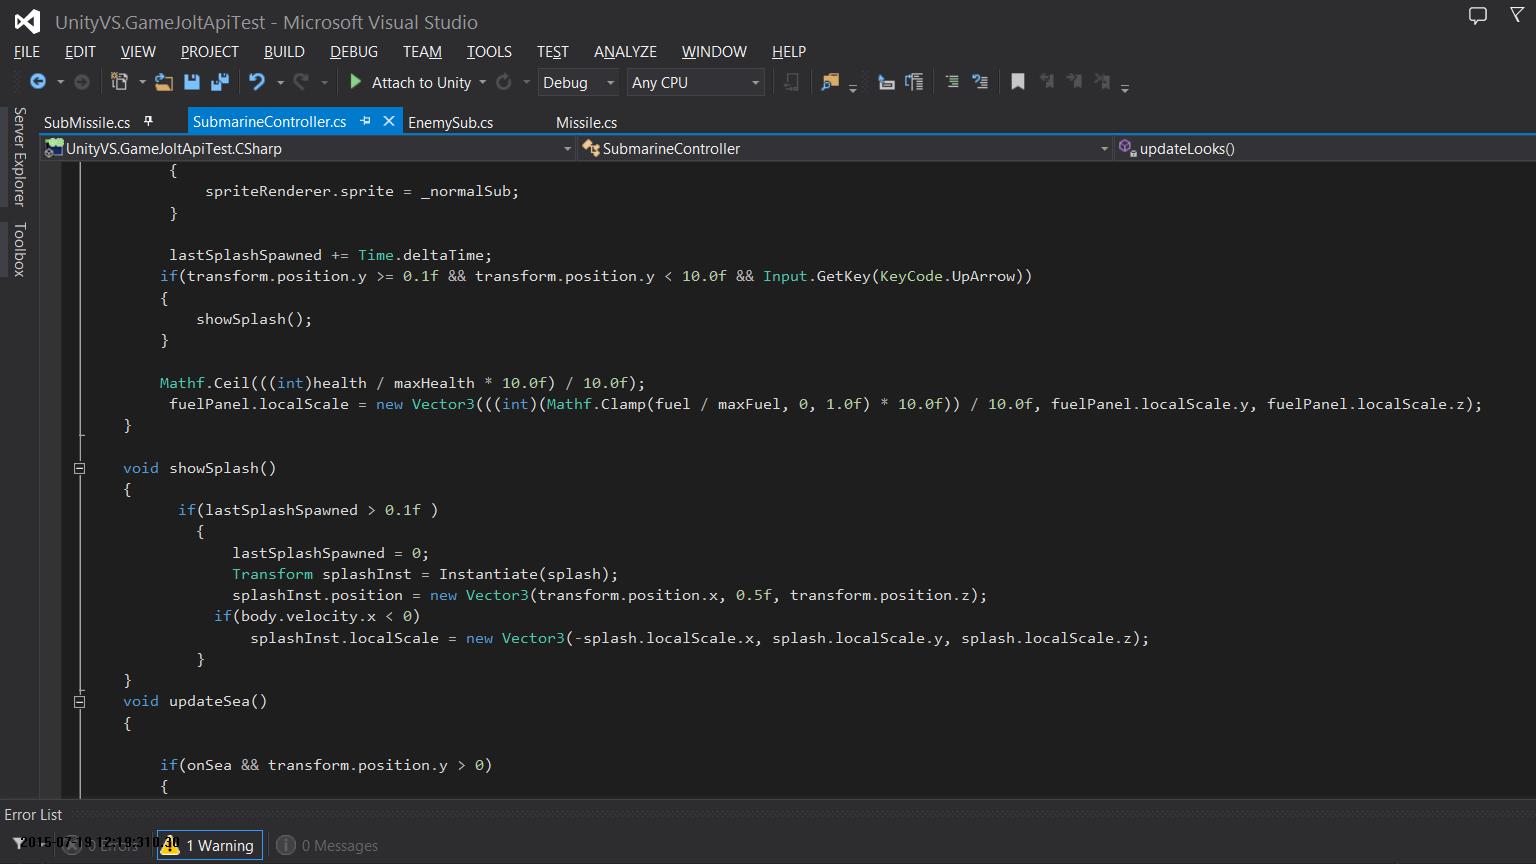 UnityVS.GameJoltApiTest - Microsoft Visual Studio
FILE EDIT VIEW PROJECT BUILD DEBUG TEAM TOOLS TEST ANALYZE WINDOW HELP
Attach to Unity Debug Any CPU
Server Explorer
Toolbox
SubMissile.cs SubmarineController.cs EnemySub.cs Missile.cs
UnityVS.GameJoltApiTest.CSharp SubmarineController updateLooks()
{
spriteRenderer.sprite = _normalSub;
}
lastSplashSpawned += Time.deltaTime;
if(transform.position.y >= 0.1f && transform.position.y < 10.0f && Input.GetKey(KeyCode.UpArrow))
{
showSplash();
}
Mathf.Ceil(((int)health / maxHealth * 10.0f) / 10.0f);
fuelPanel.localScale = new Vector3(((int)(Mathf.Clamp(fuel / maxFuel, 0, 1.0f) * 10.0f)) / 10.0f, fuelPanel.localScale.y, fuelPanel.localScale.z);
}
void showSplash()
{
if(lastSplashSpawned > 0.1f )
{
lastSplashSpawned = 0;
Transform splashInst = Instantiate(splash);
splashInst.position = new Vector3(transform.position.x, 0.5f, transform.position.z);
if(body.velocity.x < 0)
splashInst.localScale = new Vector3(-splash.localScale.x, splash.localScale.y, splash.localScale.z);
}
}
void updateSea()
{
if(onSea && transform.position.y > 0)
{
Error List
0 Errors 1 Warning 0 Messages